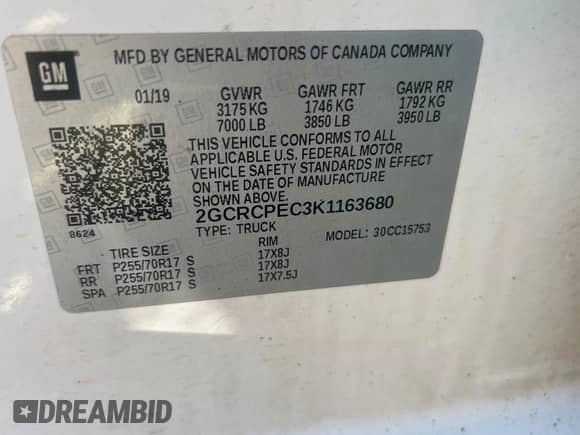 GM
MFD BY GENERAL MOTORS OF CANADA COMPANY
01/19 GVWR GAWR FRT GAWR RR
3175 KG 1746 KG 1792 KG
7000 LB 3850 LB 3950 LB
THIS VEHICLE CONFORMS TO ALL
APPLICABLE U.S. FEDERAL MOTOR
VEHICLE SAFETY STANDARDS IN EFFECT
ON THE DATE OF MANUFACTURE
SHOWN ABOVE.
2GCRCPEC3K1163680
8624 TYPE: TRUCK MODEL: 30CC15753
TIRE SIZE RIM
FRT P255/70R17 S 17X8J
RR P255/70R17 S 17X8J
SPA P255/70R17 S 17X7.5J
DREAMBID